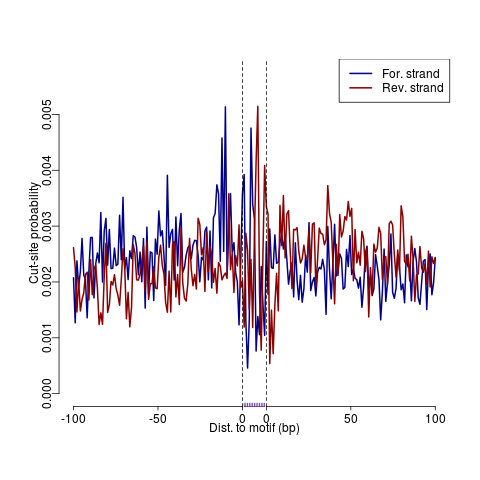 For. strand
Rev. strand
Cut-site probability
0.005
0.004
0.003
0.002
0.001
0.000
-100 -50 0 0 50 100
Dist. to motif (bp)